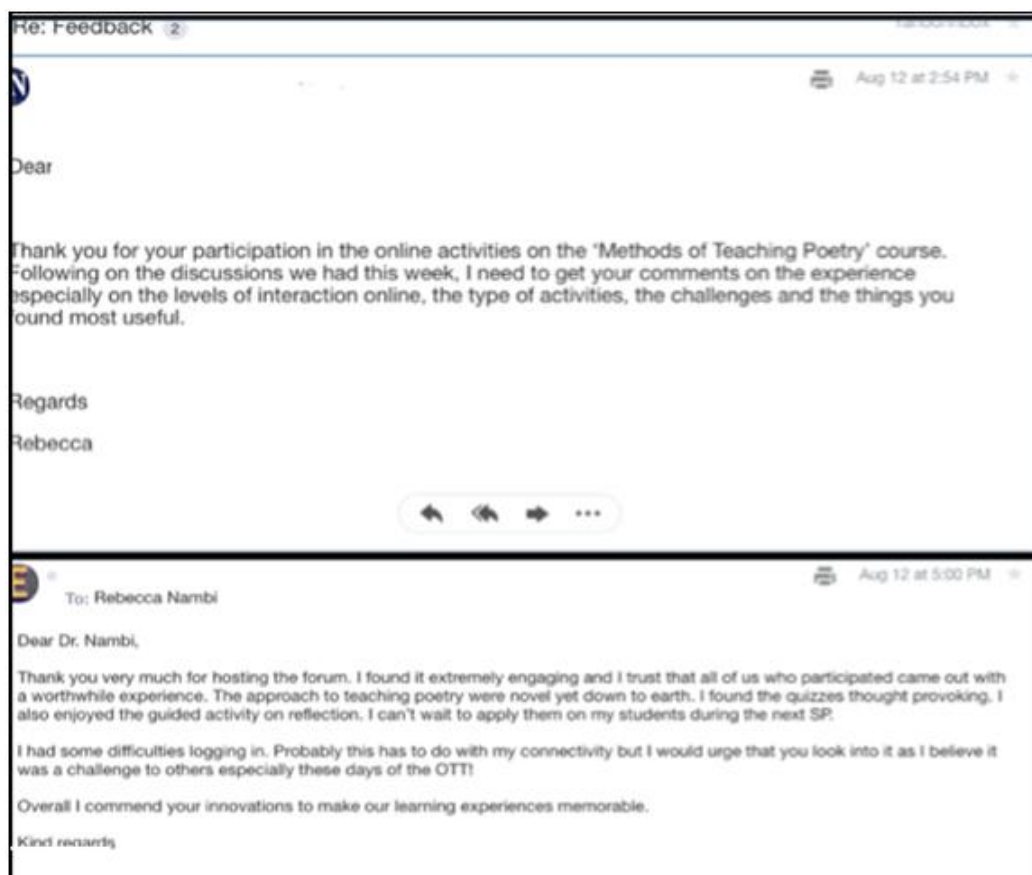 Re: Feedback 2
N
Aug 12 at 2:54 PM
Dear
Thank you for your participation in the online activities on the 'Methods of Teaching Poetry' course.
Following on the discussions we had this week, I need to get your comments on the experience
especially on the levels of interaction online, the type of activities, the challenges and the things you
found most useful.
Regards
Rebecca
E
Aug 12 at 5:00 PM
To: Rebecca Nambi
Dear Dr. Nambi,
Thank you very much for hosting the forum. I found it extremely engaging and I trust that all of us who participated came out with
a worthwhile experience. The approach to teaching poetry were novel yet down to earth. I found the quizzes thought provoking. I
also enjoyed the guided activity on reflection. I can't wait to apply them on my students during the next SP.
I had some difficulties logging in. Probably this has to do with my connectivity but I would urge that you look into it as I believe it
was a challenge to others especially these days of the OTT!
Overall I commend your innovations to make our learning experiences memorable.
Kind regards